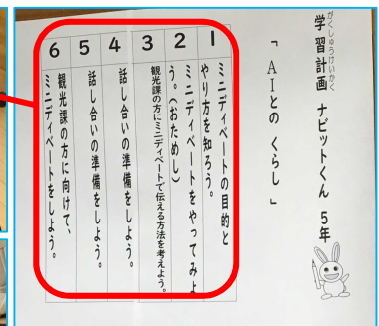 学習計画 ナビットくん 5年
がくしゅうけいかく
「AIとの くらし」
1 ミニディベートの目的と
やり方を知ろう。
2 ミニディベートをやってみよ
う。(おためし)
3 観光課の方にミニディベートで伝える方法を考えよう。
4 話し合いの準備をしよう。
5 話し合いの準備をしよう。
6 観光課の方に向けて、
ミニディベートをしよう。